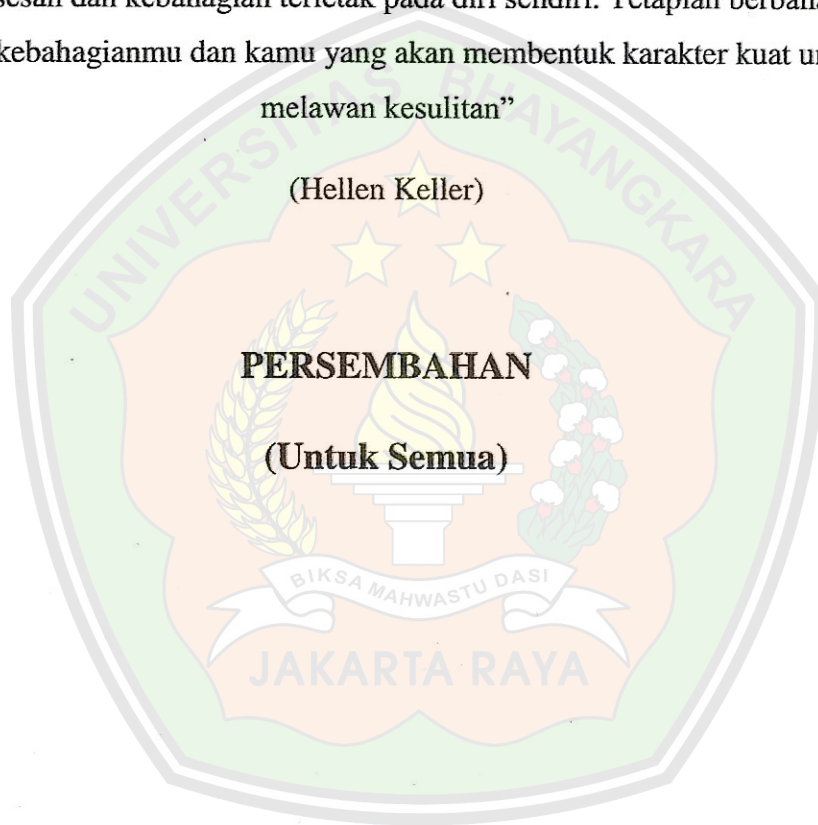 dan kebahagian terletak pada diri sendiri.
kebahagianmu dan kamu yang akan membentuk karakter kuat
melawan kesulitan”
(Hellen Keller)
UNIVERSITAS BHAYANGKARA
PERSEMBAHAN
(Untuk Semua)
BIKSA MAHWASTU DASI
JAKARTA RAYA